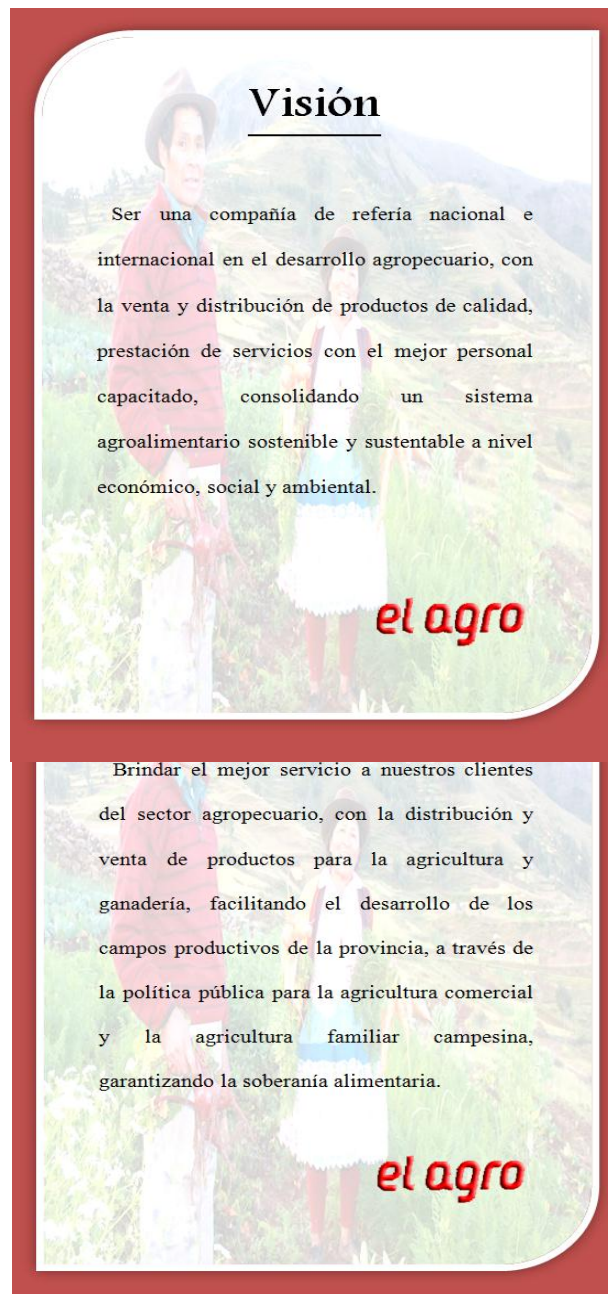 Visión
Ser una compañía de refería nacional e
internacional en el desarrollo agropecuario, con
la venta y distribución de productos de calidad,
prestación de servicios con el mejor personal
capacitado, consolidando un sistema
agroalimentario sostenible y sustentable a nivel
económico, social y ambiental.
el agro
Brindar el mejor servicio a nuestros clientes
del sector agropecuario, con la distribución y
venta de productos para la agricultura y
ganadería, facilitando el desarrollo de los
campos productivos de la provincia, a través de
la política pública para la agricultura comercial
y la agricultura familiar campesina,
garantizando la soberanía alimentaria.
el agro